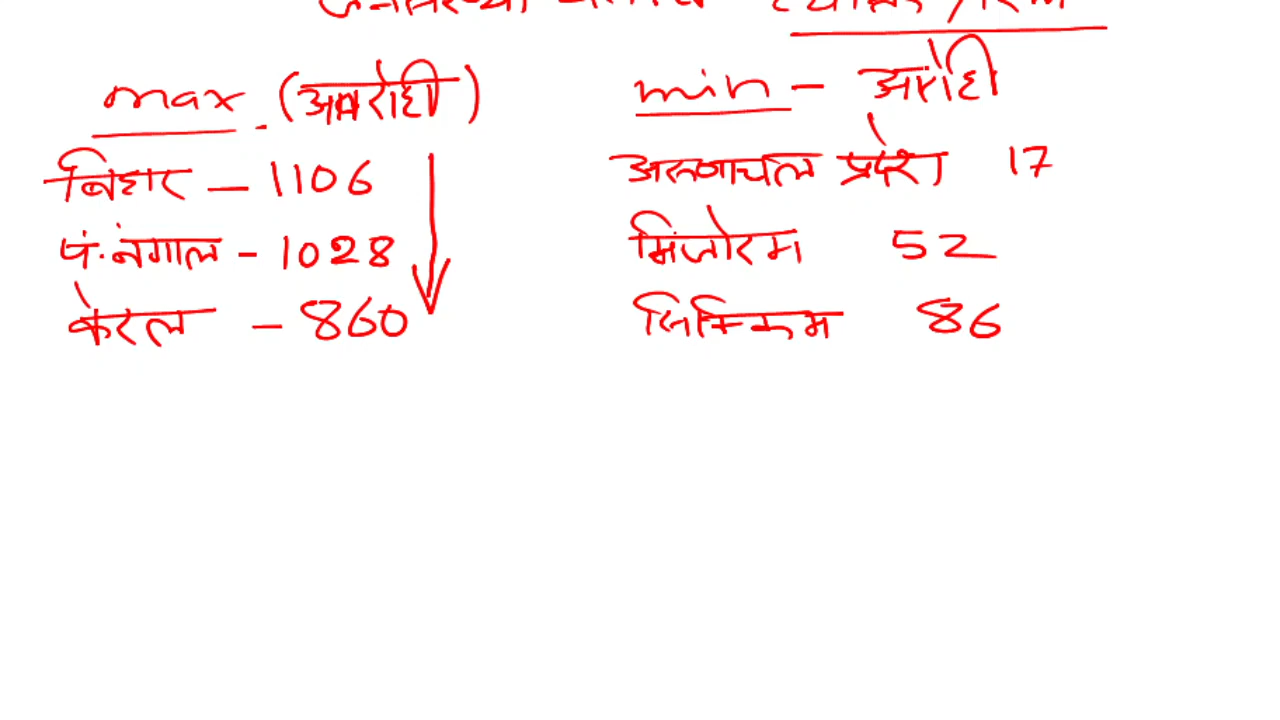 max - (अवरोही)
बिहार - 1106
पं. बंगाल - 1028
केरल - 860
min - आरोही
अरुणाचल प्रदेश 17
मिजोरम 52
सिक्किम 86